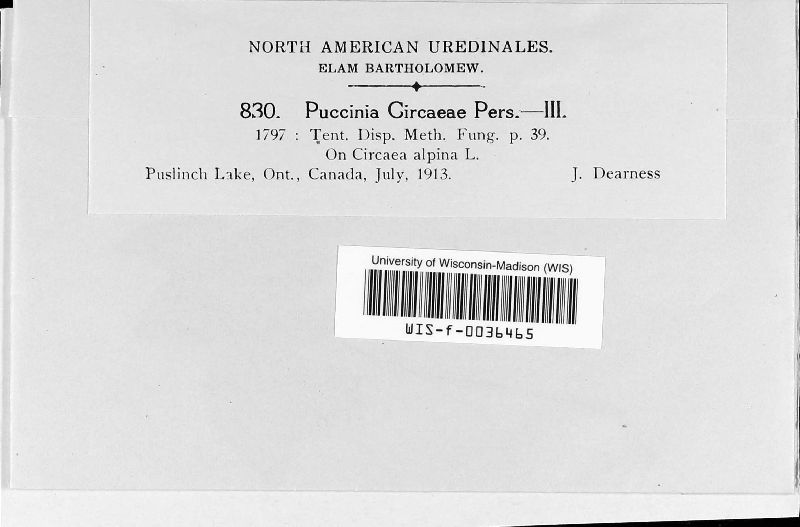 NORTH AMERICAN UREDINALES.
ELAM BARTHOLOMEW.
830. Puccinia Circaeae Pers.—III.
1797 : Tent. Disp. Meth. Fung. p. 39.
On Circaea alpina L.
Puslinch Lake, Ont., Canada, July, 1913. J. Dearness
University of Wisconsin-Madison (WIS)
WIS-f-0036465